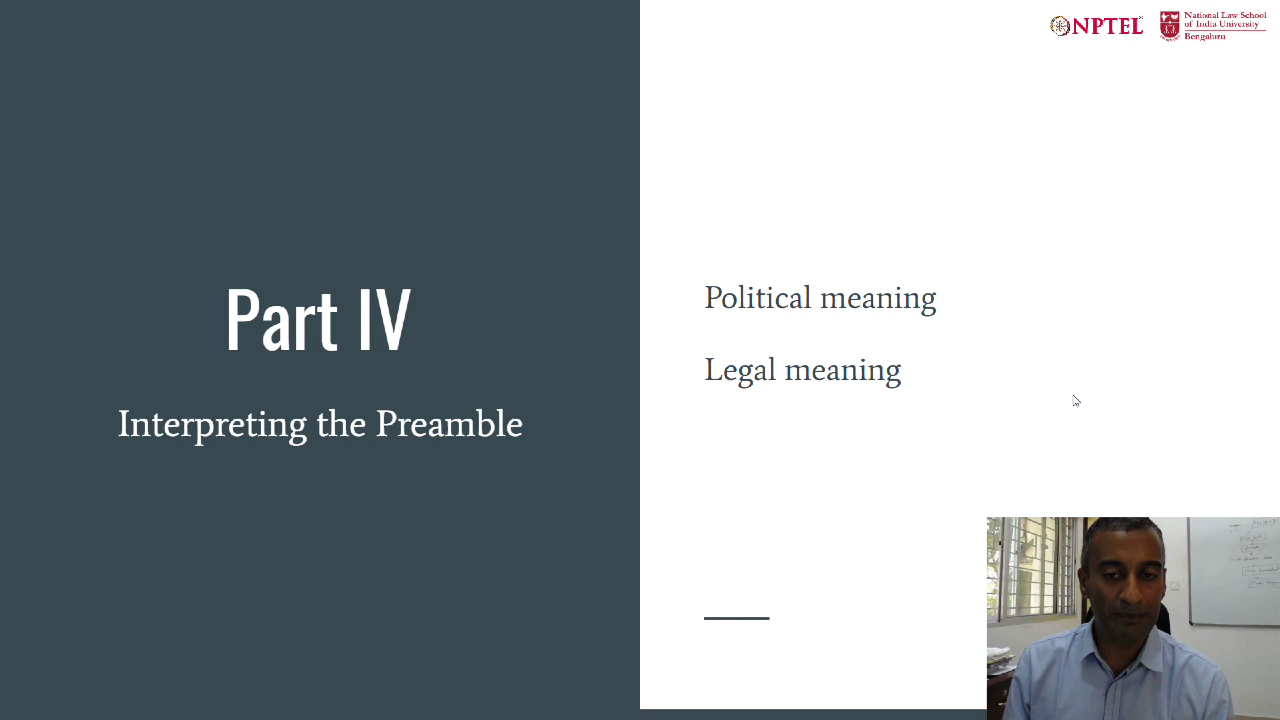 NPTEL
National Law School
of India University
Bengaluru
Part IV
Interpreting the Preamble
Political meaning
Legal meaning